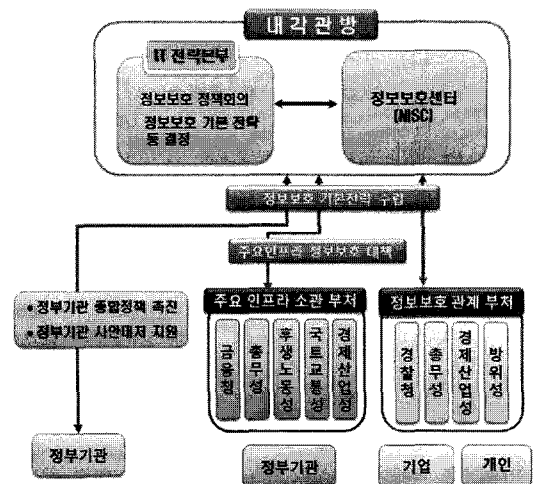 내각관방
IT 전략본부
정보보호 정책회의
정보보호 기본 전략
등 결정
정보보호센터
(NISC)
정보보호 기본전략 수립
주요인프라 정보보호 대책
• 정부기관 종합정책 촉진
• 정부기관 사안대처 지원
주요 인프라 소관 부처
금융청
총무성
후생노동성
국토교통성
경제산업성
정보보호 관계 부처
경찰청
총무성
경제산업성
방위성
정부기관
정부기관
기업
개인